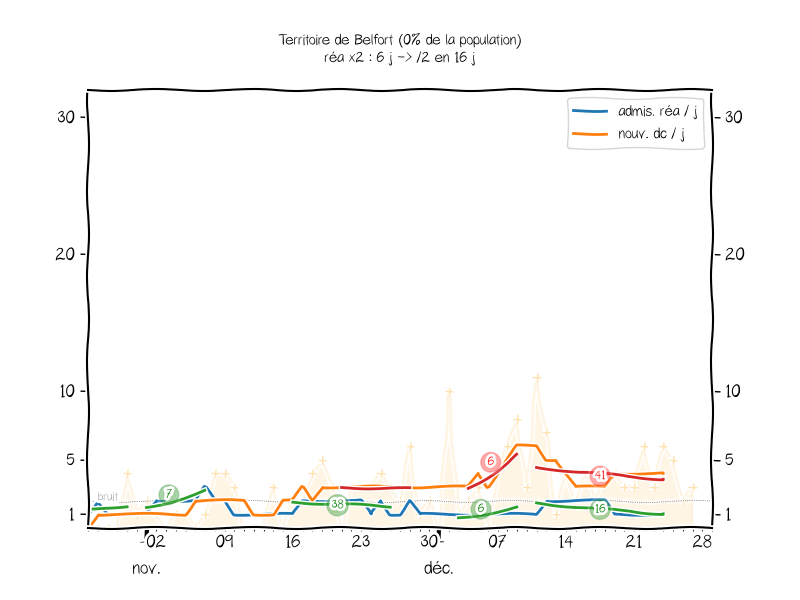 Territoire de Belfort (0% de la population)
réa x2 : 6 j -> /2 en 16 j
admis. réa / j
nouv. dc / j
30 30
20 20
10 10
5 5
1 1
bruit
7
38
6
6
41
16
02 09 16 23 30 07 14 21 28
nov. déc.